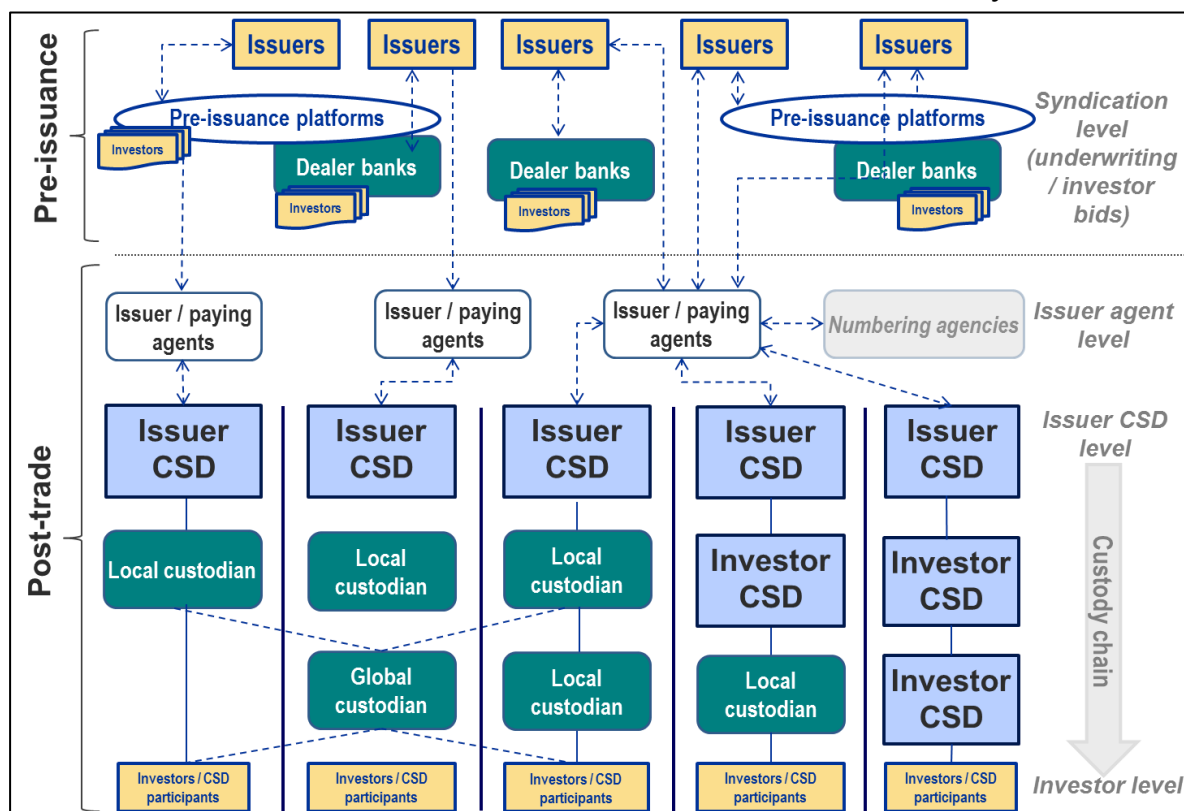 Pre-issuance
Issuers
Issuers
Issuers
Issuers
Issuers
Pre-issuance platforms
Investors
Dealer banks
Investors
Dealer banks
Investors
Pre-issuance platforms
Dealer banks
Investors
Syndication
level
(underwriting
/ investor
bids)
Post-trade
Issuer / paying
agents
Issuer / paying
agents
Issuer / paying
agents
Numbering agencies
Issuer agent
level
Issuer
CSD
Issuer
CSD
Issuer
CSD
Issuer
CSD
Issuer
CSD
Issuer CSD
level
Local custodian
Local
custodian
Local
custodian
Investor
CSD
Investor
CSD
Custody chain
Global
custodian
Local
custodian
Local
custodian
Investor
CSD
Investors / CSD
participants
Investors / CSD
participants
Investors / CSD
participants
Investors / CSD
participants
Investors / CSD
participants
Investor level